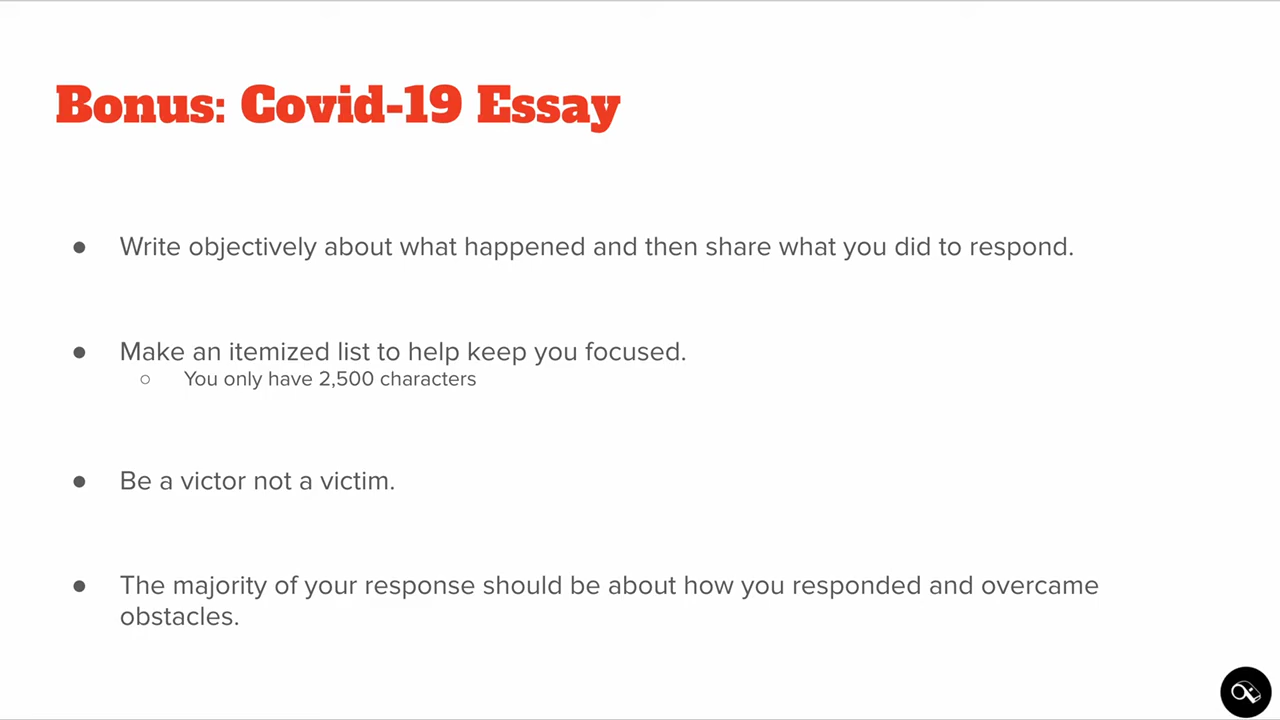 Bonus: Covid-19 Essay
● Write objectively about what happened and then share what you did to respond.
● Make an itemized list to help keep you focused.
○ You only have 2,500 characters
● Be a victor not a victim.
● The majority of your response should be about how you responded and overcame
obstacles.